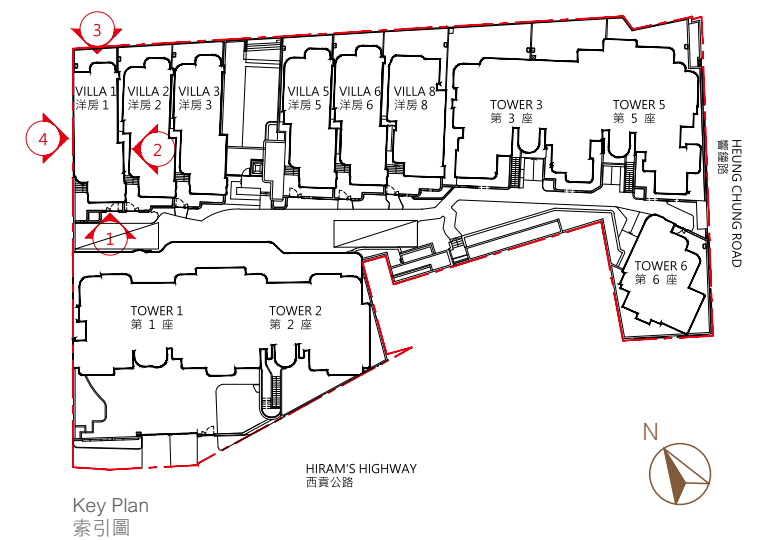 3
VILLA 1
洋房 1
VILLA 2
洋房 2
VILLA 3
洋房 3
VILLA 5
洋房 5
VILLA 6
洋房 6
VILLA 8
洋房 8
TOWER 3
第 3 座
TOWER 5
第 5 座
4
2
1
HEUNG CHUNG ROAD
響鐘路
TOWER 6
第 6 座
TOWER 1
第 1 座
TOWER 2
第 2 座
HIRAM'S HIGHWAY
西貢公路
N
Key Plan
索引圖